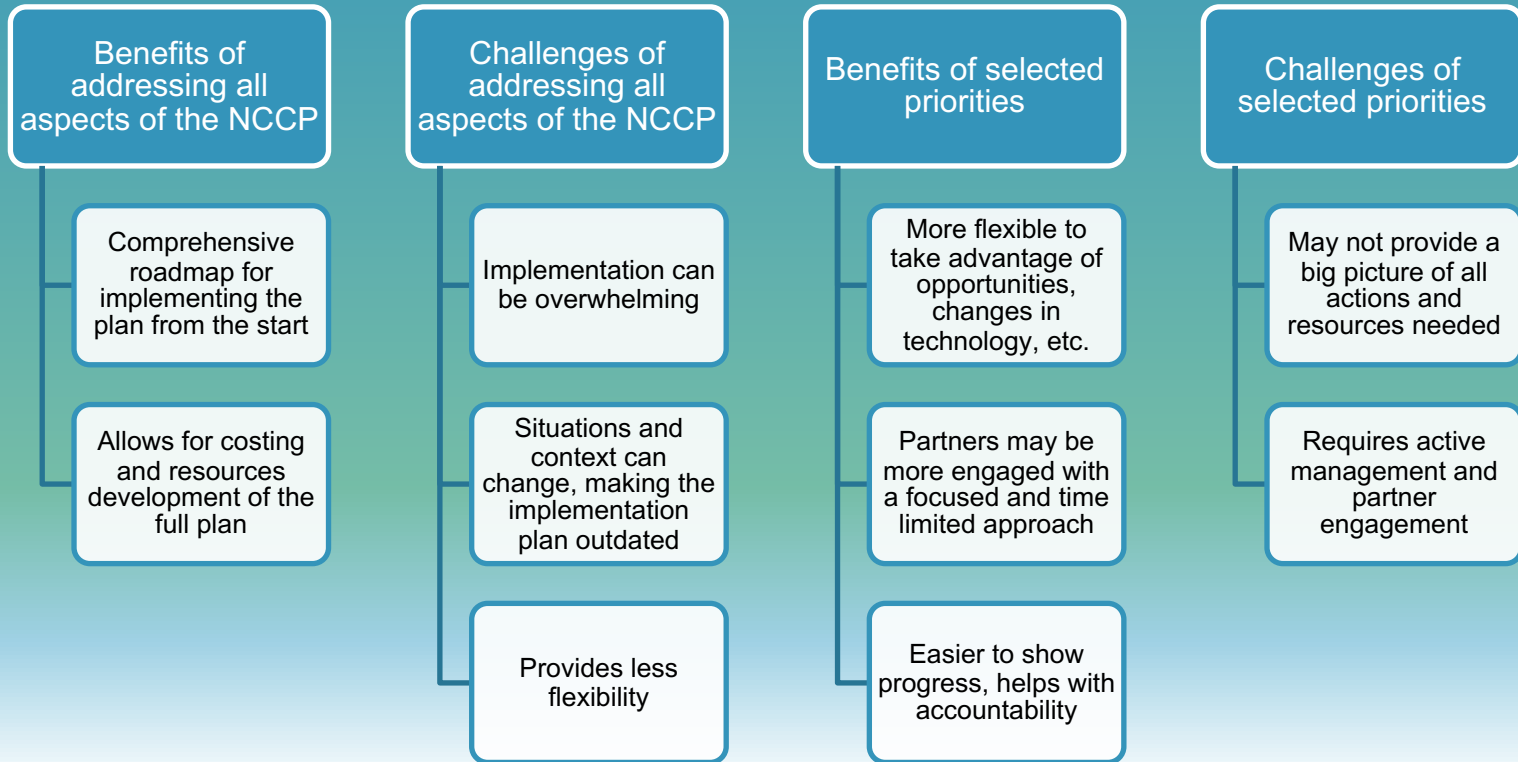 Benefits of
addressing all
aspects of the NCCP
Comprehensive
roadmap for
implementing the
plan from the start
Allows for costing
and resources
development of the
full plan
Challenges of
addressing all
aspects of the NCCP
Implementation can
be overwhelming
Situations and
context can
change, making the
implementation
plan outdated
Provides less
flexibility
Benefits of selected
priorities
More flexible to
take advantage of
opportunities,
changes in
technology, etc.
Partners may be
more engaged with
a focused and time
limited approach
Easier to show
progress, helps with
accountability
Challenges of
selected priorities
May not provide a
big picture of all
actions and
resources needed
Requires active
management and
partner
engagement